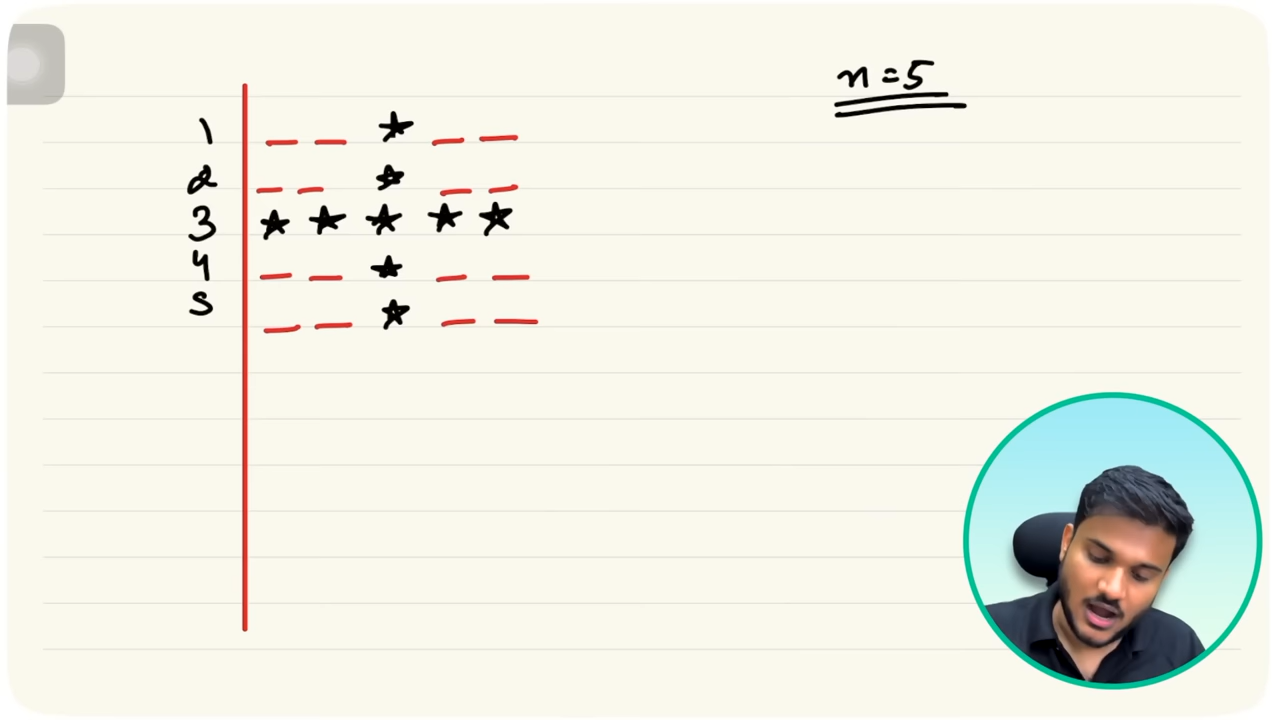 n = 5
1 _ _ ★ _ _
2 _ _ ★ _ _
3 ★ ★ ★ ★ ★
4 _ _ ★ _ _
5 _ _ ★ _ _